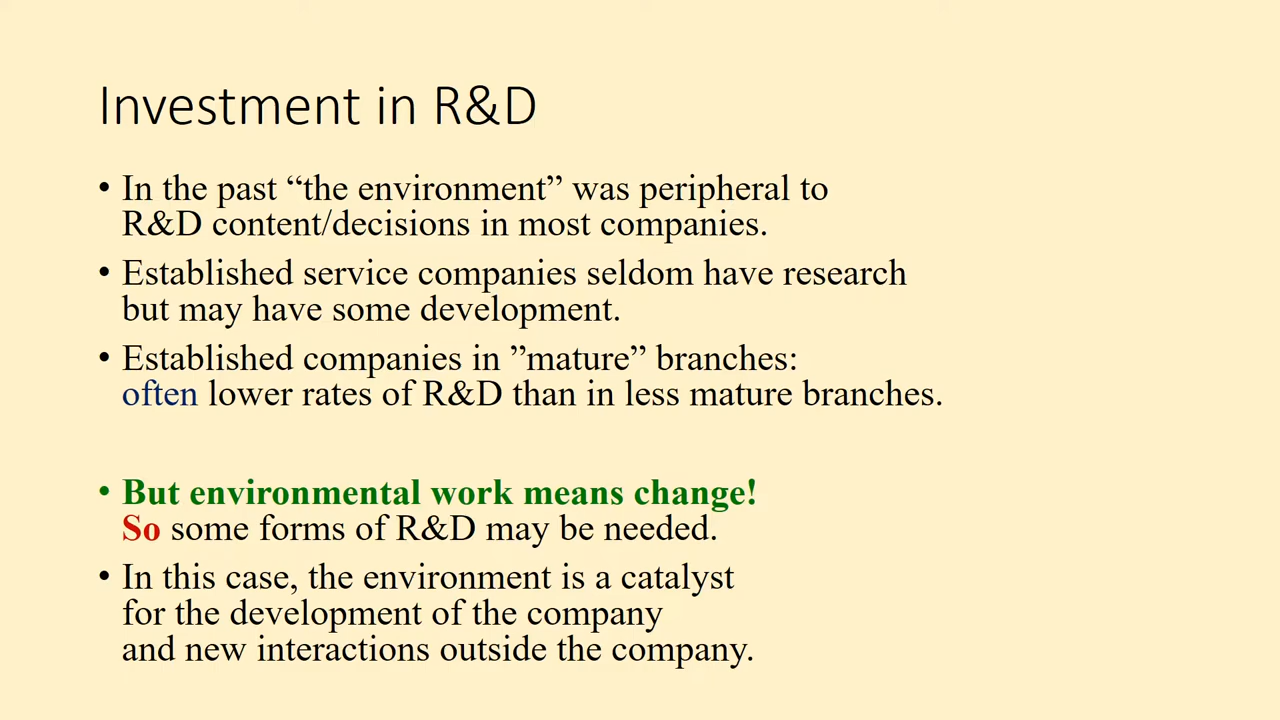 Investment in R&D
• In the past “the environment” was peripheral to
R&D content/decisions in most companies.
• Established service companies seldom have research
but may have some development.
• Established companies in ”mature” branches:
often lower rates of R&D than in less mature branches.
• But environmental work means change!
So some forms of R&D may be needed.
• In this case, the environment is a catalyst
for the development of the company
and new interactions outside the company.